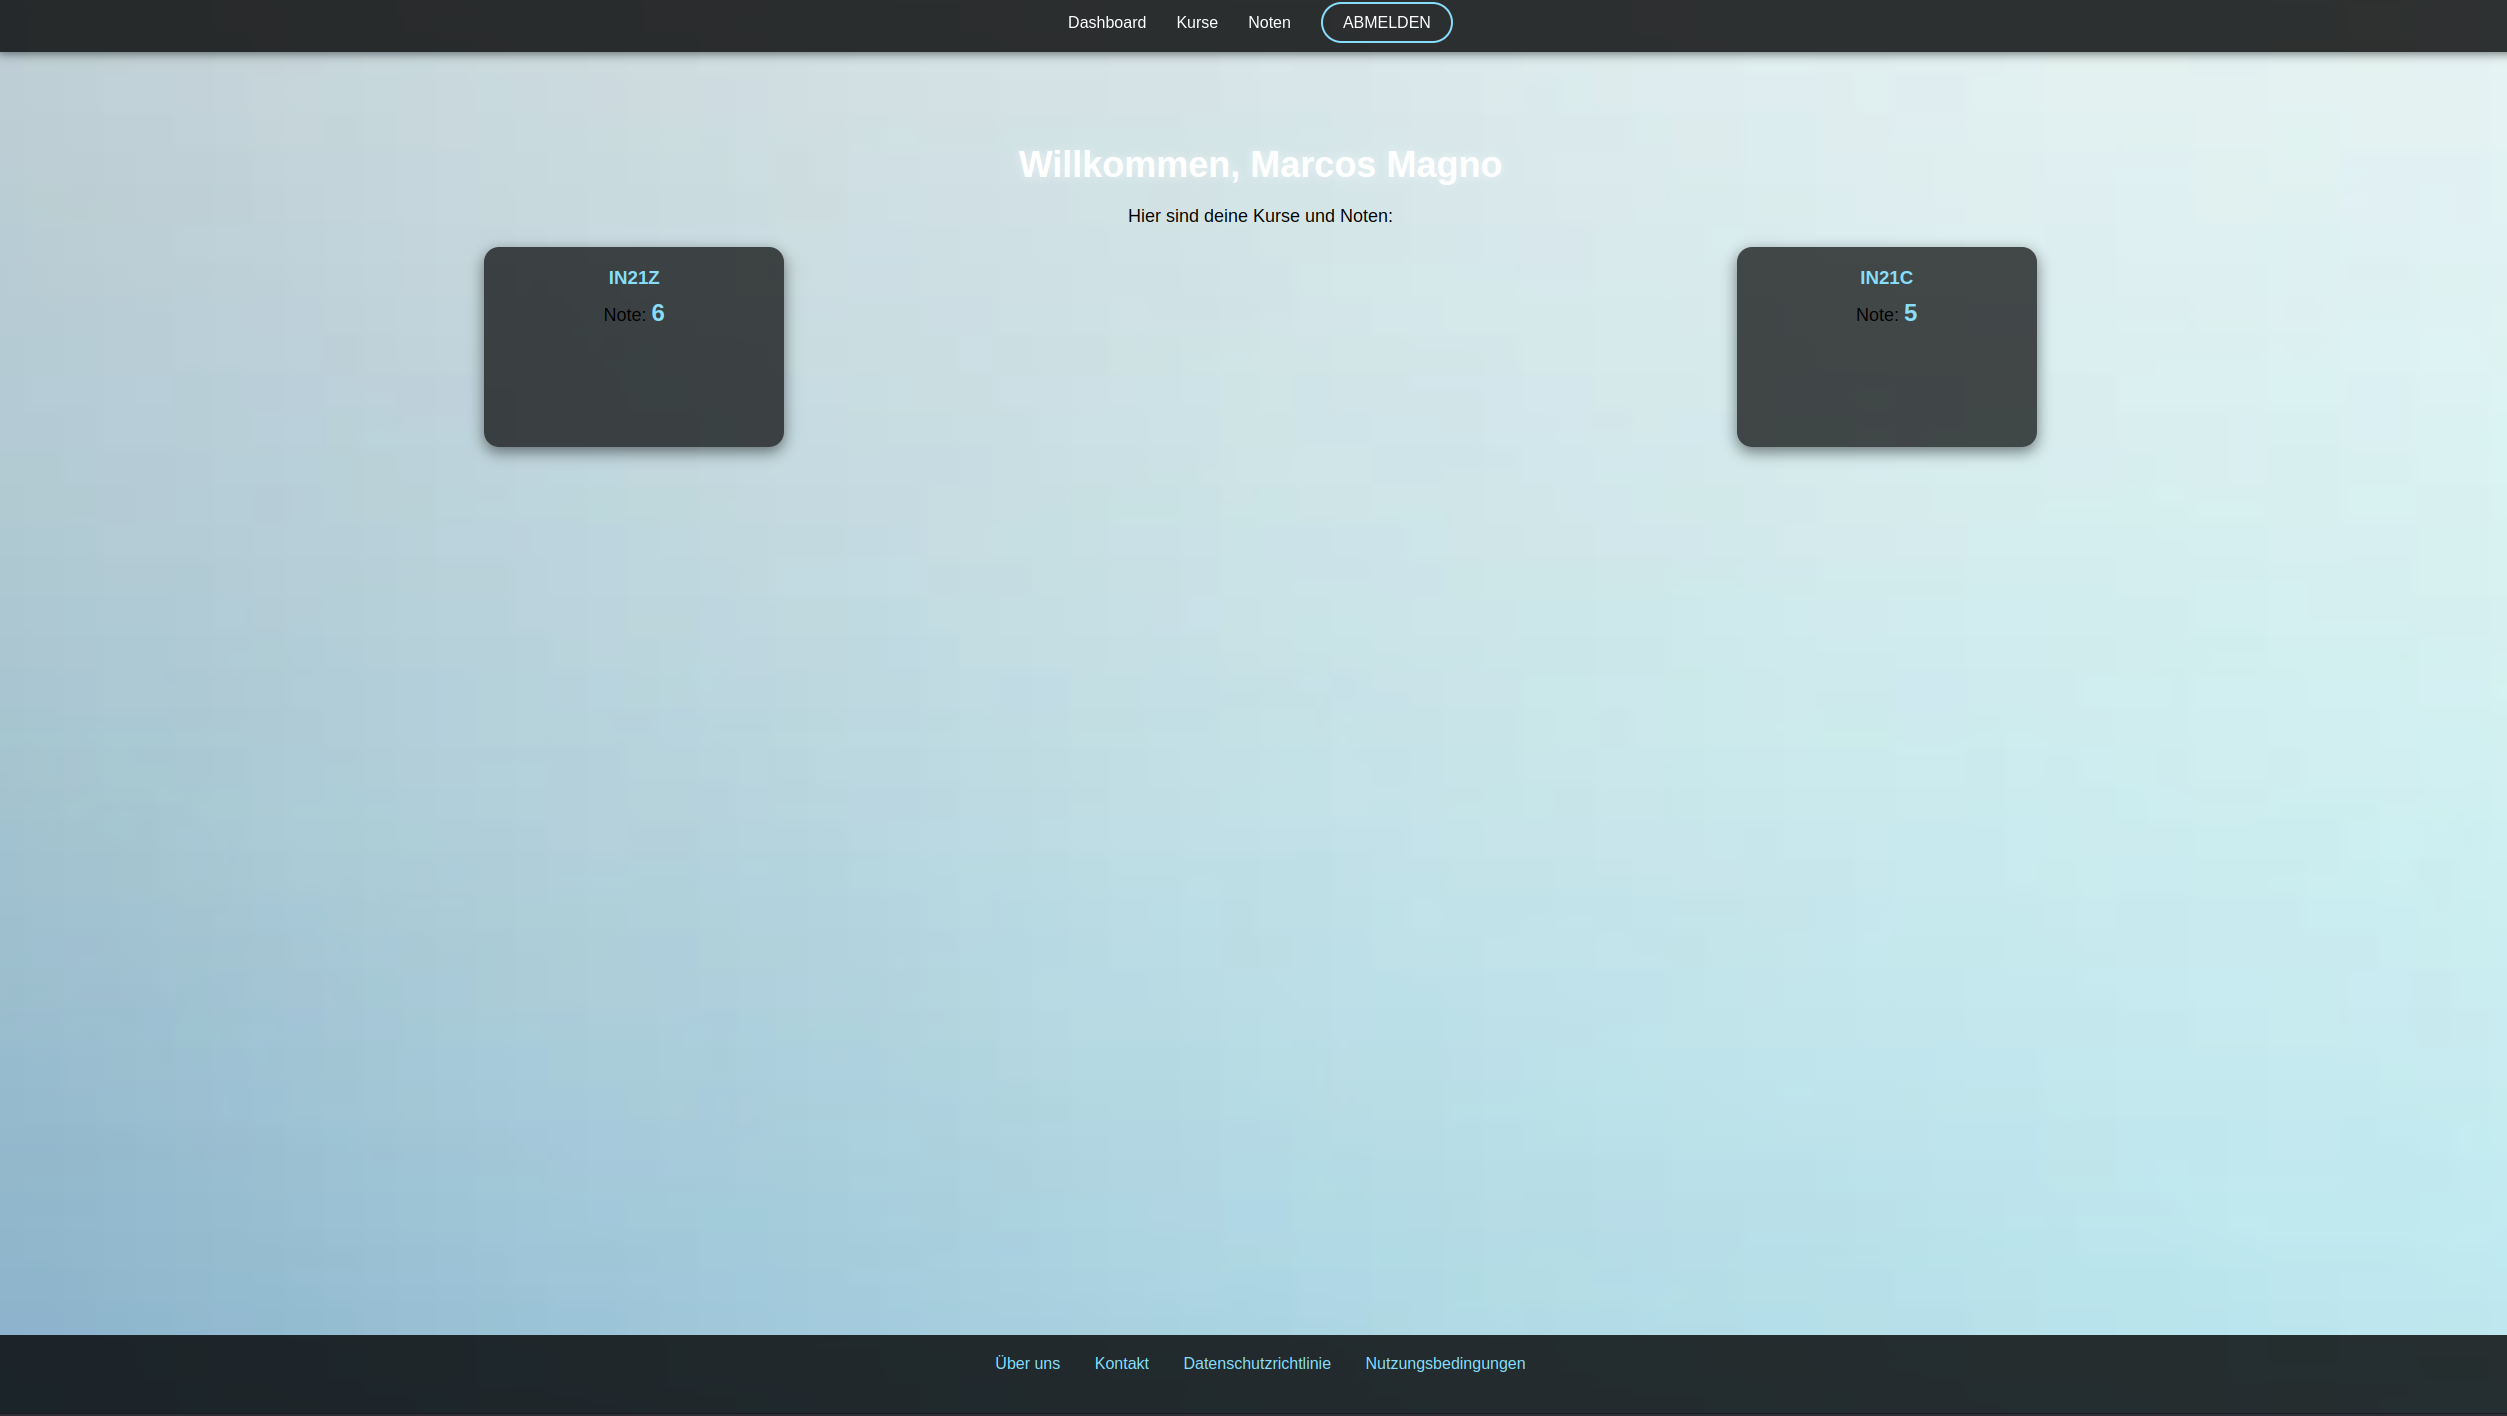 Dashboard Kurse Noten ABMELDEN
Willkommen, Marcos Magno
Hier sind deine Kurse und Noten:
IN21Z
Note: 6
IN21C
Note: 5
Über uns Kontakt Datenschutzrichtlinie Nutzungsbedingungen